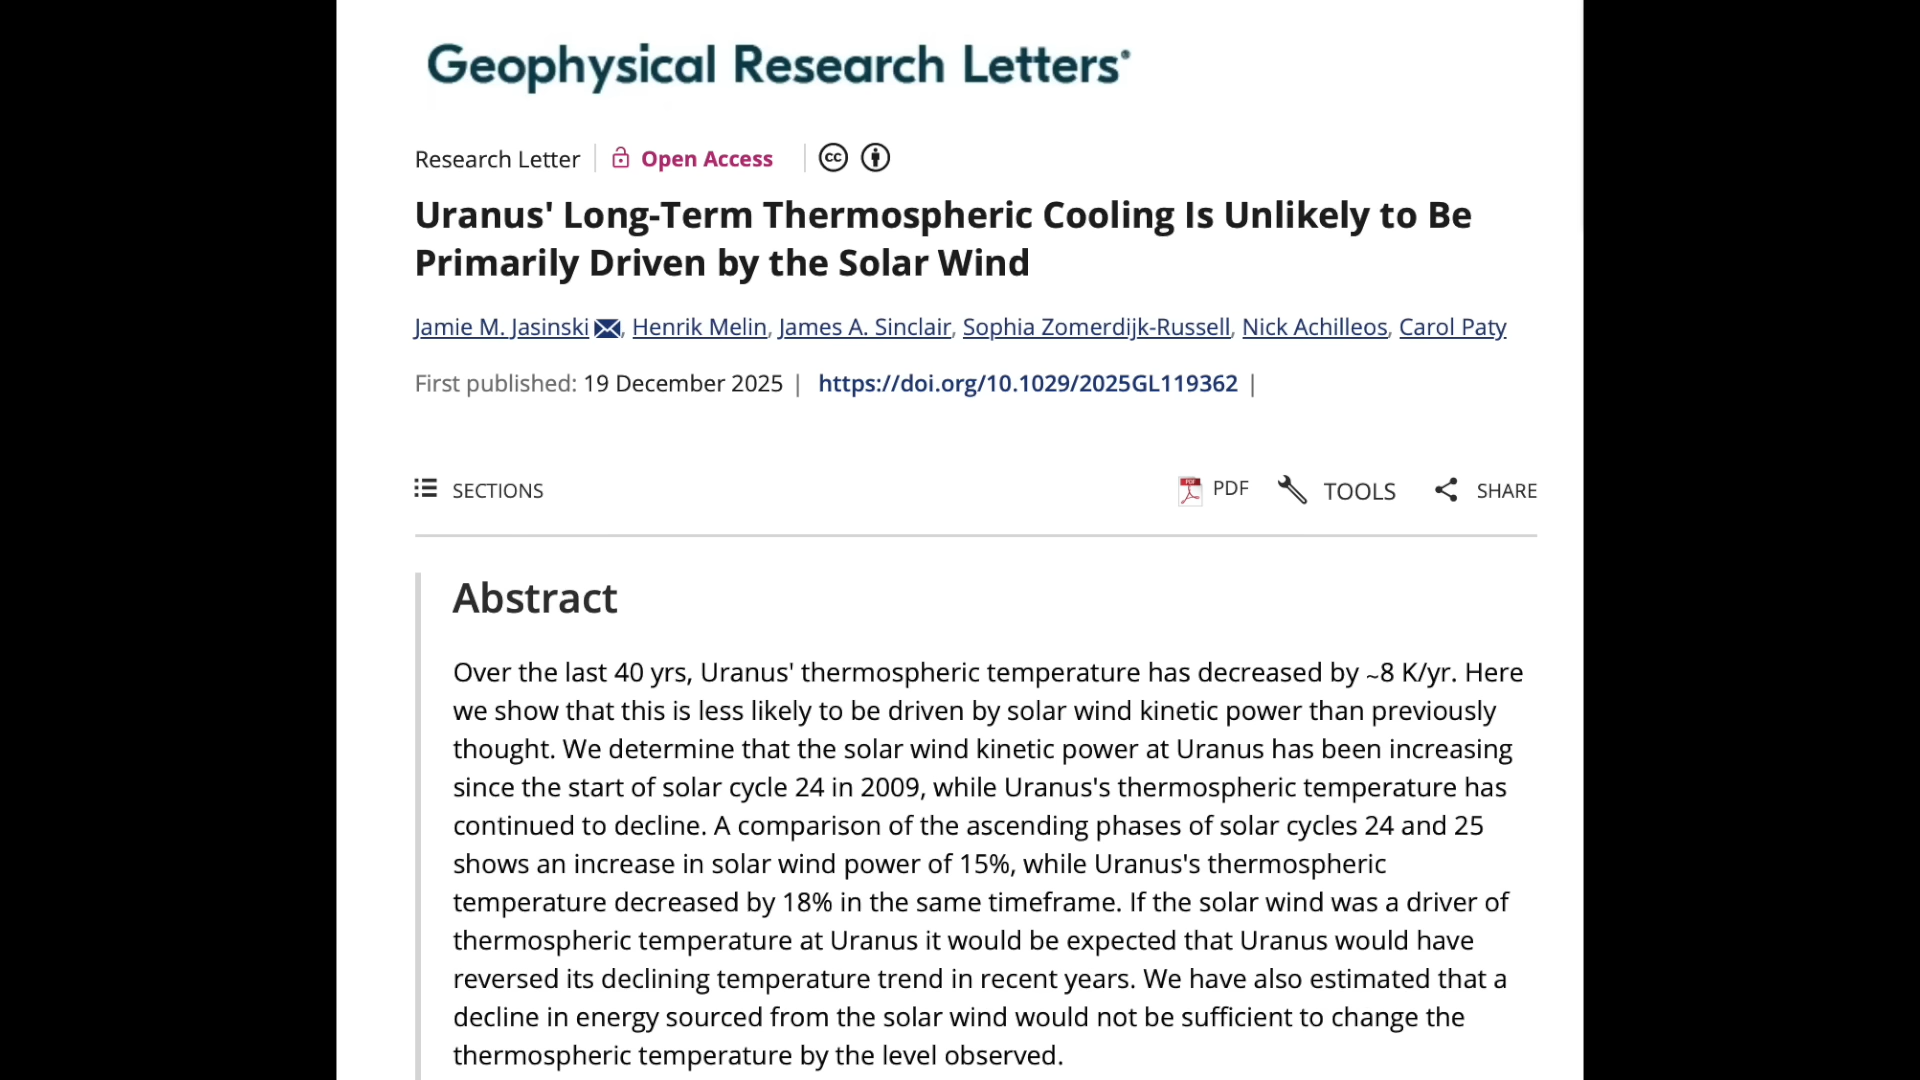 Geophysical Research Letters®
Research Letter | Open Access | cc
Uranus' Long-Term Thermospheric Cooling Is Unlikely to Be
Primarily Driven by the Solar Wind
Jamie M. Jasinski, Henrik Melin, James A. Sinclair, Sophia Zomerdijk-Russell, Nick Achilleos, Carol Paty
First published: 19 December 2025 | https://doi.org/10.1029/2025GL119362 |
SECTIONS PDF TOOLS SHARE
Abstract
Over the last 40 yrs, Uranus' thermospheric temperature has decreased by ~8 K/yr. Here
we show that this is less likely to be driven by solar wind kinetic power than previously
thought. We determine that the solar wind kinetic power at Uranus has been increasing
since the start of solar cycle 24 in 2009, while Uranus's thermospheric temperature has
continued to decline. A comparison of the ascending phases of solar cycles 24 and 25
shows an increase in solar wind power of 15%, while Uranus's thermospheric
temperature decreased by 18% in the same timeframe. If the solar wind was a driver of
thermospheric temperature at Uranus it would be expected that Uranus would have
reversed its declining temperature trend in recent years. We have also estimated that a
decline in energy sourced from the solar wind would not be sufficient to change the
thermospheric temperature by the level observed.